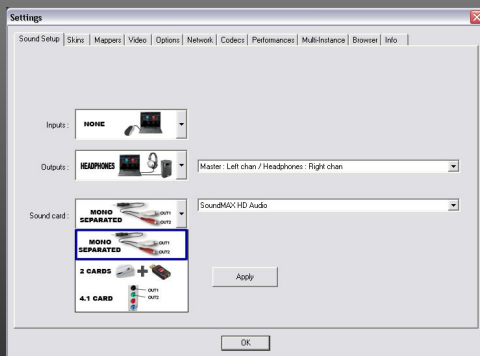 Settings
Sound Setup Skins Mappers Video Options Network Codecs Performances Multi-Instance Browser Info
Inputs : NONE
Outputs : HEADPHONES Master : Left chan / Headphones : Right chan
Sound card : MONO SEPARATED OUT1 OUT2 SoundMAX HD Audio
MONO SEPARATED OUT1 OUT2
2 CARDS
4.1 CARD OUT1 OUT2
Apply
OK